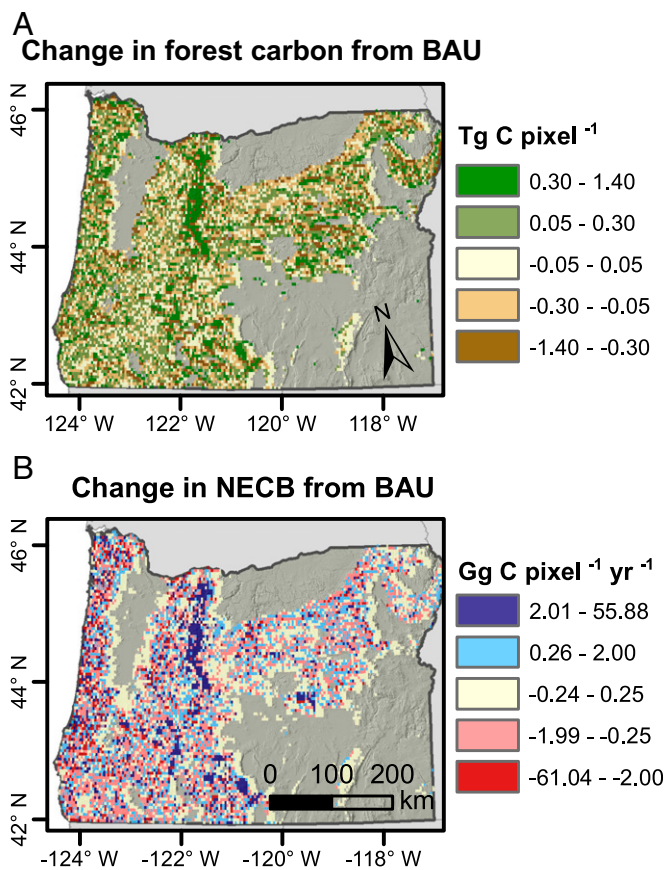 A
Change in forest carbon from BAU
46° N
44° N
42° N
N
124° W
122° W
120° W
118° W
Tg C pixel -1
0.30 - 1.40
0.05 - 0.30
-0.05 - 0.05
-0.30 - -0.05
-1.40 - -0.30
B
Change in NECB from BAU
46° N
44° N
42° N
0 100 200
km
-124° W
-122° W
-120° W
-118° W
Gg C pixel -1 yr -1
2.01 - 55.88
0.26 - 2.00
-0.24 - 0.25
-1.99 - -0.25
-61.04 - -2.00